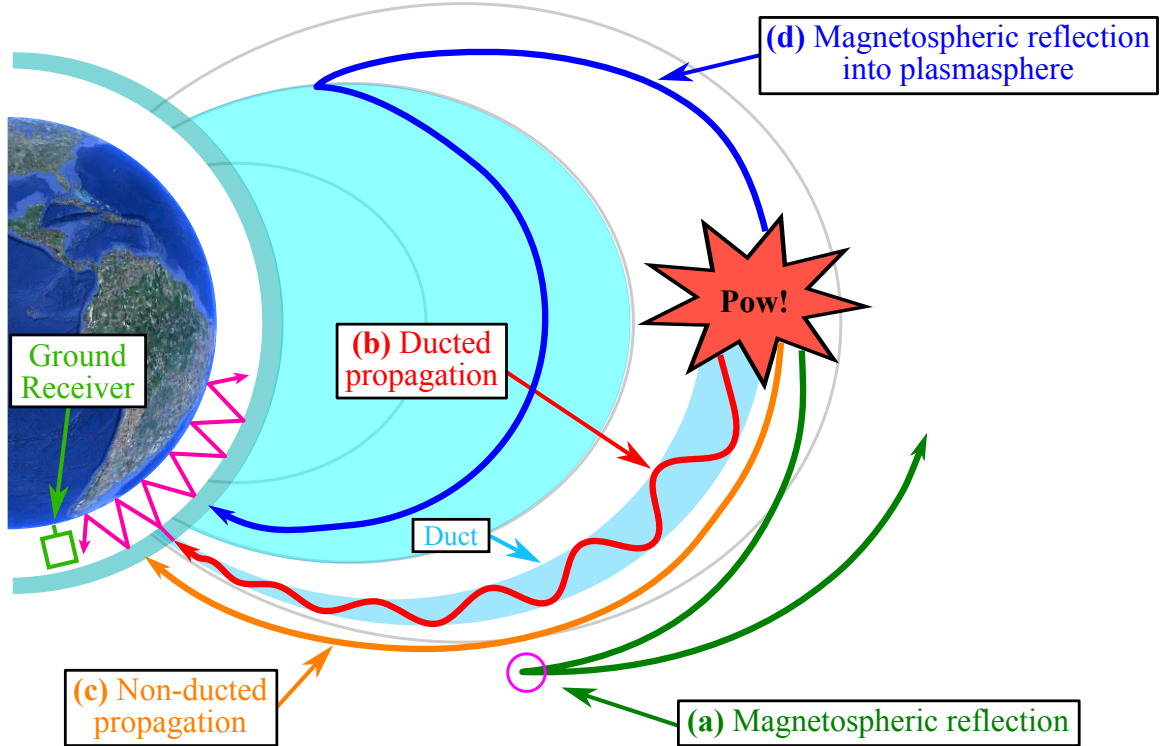 (d) Magnetospheric reflection
into plasmasphere
Pow!
Ground
Receiver
(b) Ducted
propagation
Duct
(c) Non-ducted
propagation
(a) Magnetospheric reflection